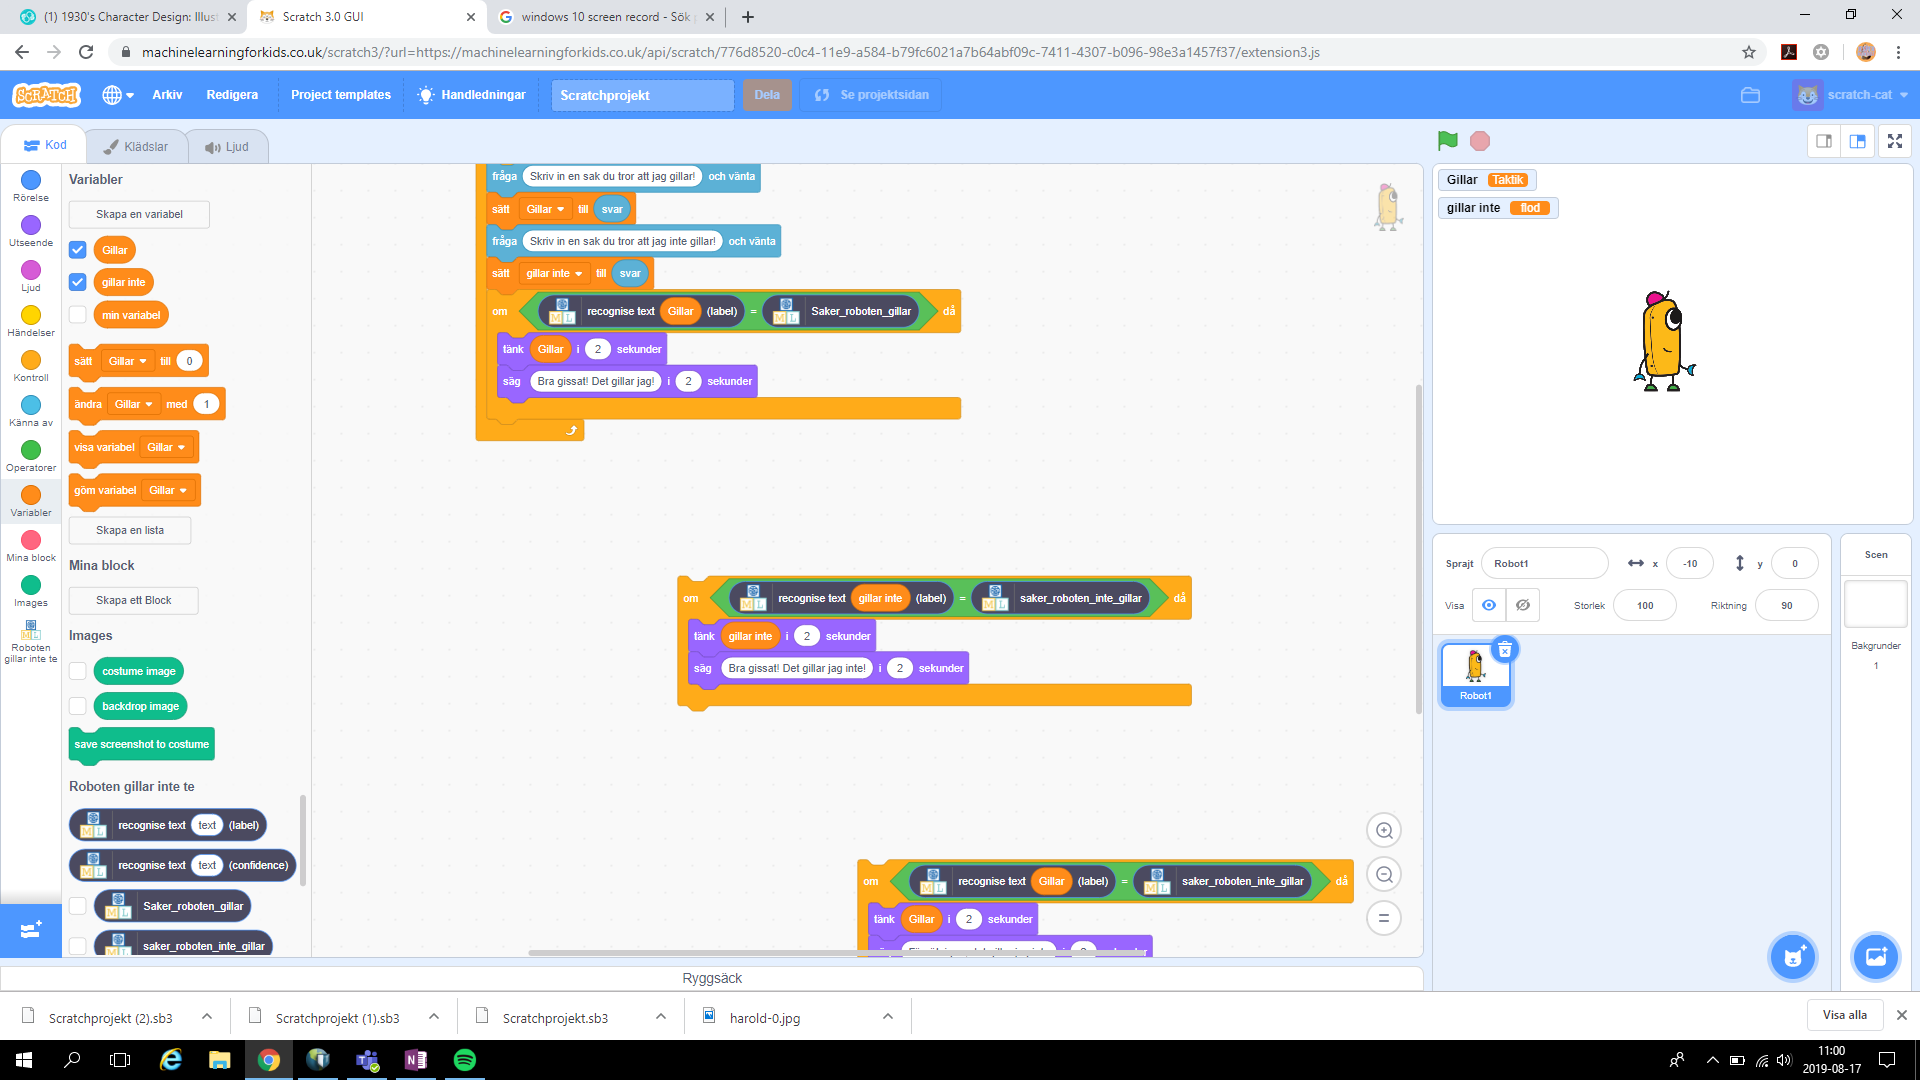 (1) 1930's Character Design: Illust
Scratch 3.0 GUI
windows 10 screen record - Sök
machinelearningforkids.co.uk/scratch3/?url=https://machinelearningforkids.co.uk/api/scratch/776d8520-c0c4-11e9-a584-b79fc6021a7b64abf09c-7411-4307-b096-98e3a1457f37/extension3.js
SCRATCH Arkiv Redigera Project templates Handledningar Scratchprojekt Dela Se projektsidan scratch-cat
Kod Klädslar Ljud
Rörelse
Utseende
Ljud
Händelser
Kontroll
Känna av
Operatorer
Variabler
Mina block
Images
Roboten gillar inte te
Variabler
Skapa en variabel
Gillar
gillar inte
min variabel
sätt Gillar till 0
ändra Gillar med 1
visa variabel Gillar
göm variabel Gillar
Skapa en lista
Mina block
Skapa ett Block
Images
costume image
backdrop image
save screenshot to costume
Roboten gillar inte te
ML recognise text text (label)
ML recognise text text (confidence)
ML Saker_roboten_gillar
ML saker_roboten_inte_gillar
fråga Skriv in en sak du tror att jag gillar! och vänta
sätt Gillar till svar
fråga Skriv in en sak du tror att jag inte gillar! och vänta
sätt gillar inte till svar
om ML recognise text Gillar (label) = ML Saker_roboten_gillar då
tänk Gillar i 2 sekunder
säg Bra gissat! Det gillar jag! i 2 sekunder
om ML recognise text gillar inte (label) = ML saker_roboten_inte_gillar då
tänk gillar inte i 2 sekunder
säg Bra gissat! Det gillar jag inte! i 2 sekunder
om ML recognise text Gillar (label) = ML saker_roboten_inte_gillar då
tänk Gillar i 2 sekunder
Gillar Taktik
gillar inte flod
Sprajt Robot1 x -10 y 0
Visa Storlek 100 Riktning 90
Robot1
Scen
Bakgrunder
1
Ryggsäck
Scratchprojekt (2).sb3
Scratchprojekt (1).sb3
Scratchprojekt.sb3
harold-0.jpg
Visa alla
11:00
2019-08-17